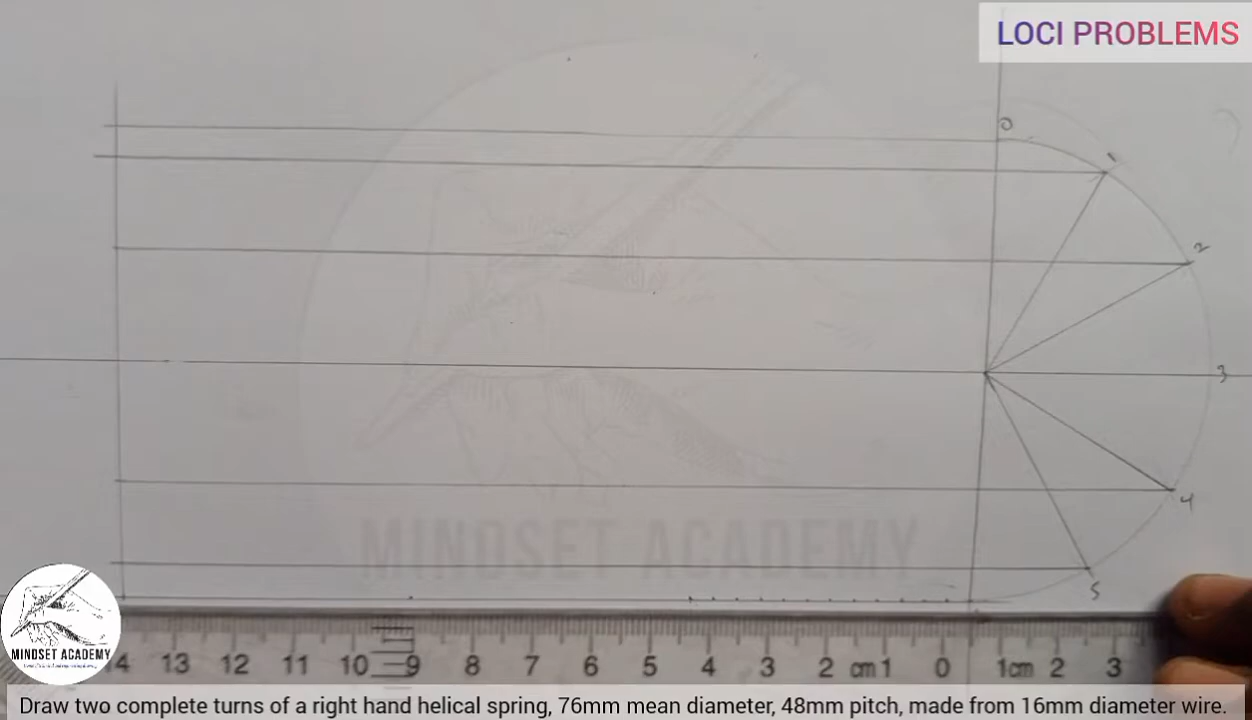 LOCI PROBLEMS
0
1
2
3
4
5
MINDSET ACADEMY
4 13 12 11 10 9 8 7 6 5 4 3 2 cm 1 0 1cm 2 3
MINDSET ACADEMY
Draw two complete turns of a right hand helical spring, 76mm mean diameter, 48mm pitch, made from 16mm diameter wire.